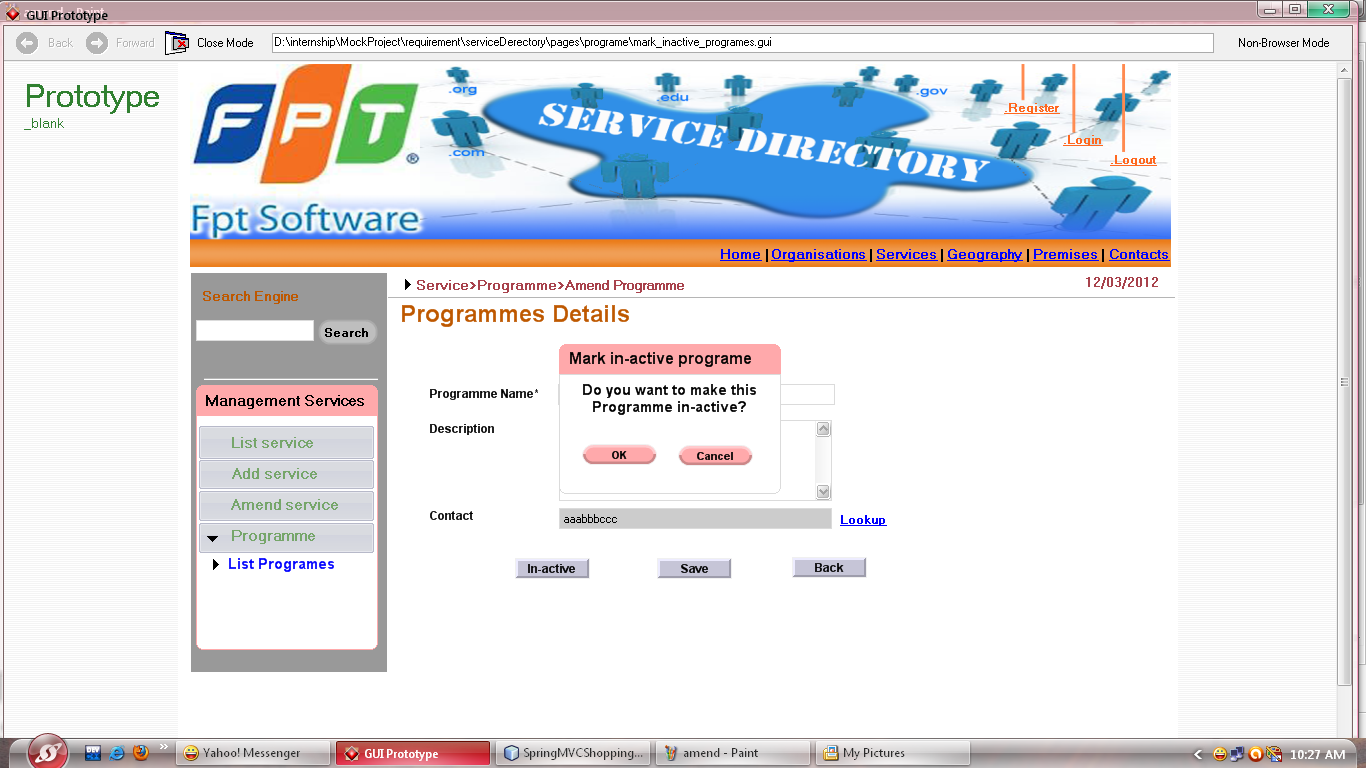 GUI Prototype
Back Forward Close Mode D:\internship\MockProject\requirement\serviceDerectory\pages\programe\mark_inactive_programes.gui Non-Browser Mode
Prototype
_blank
FPT
®
Fpt Software
.org
.com
.edu
.gov
SERVICE DIRECTORY
.Register
.Login
.Logout
Home | Organisations | Services | Geography | Premises | Contacts
Search Engine
Search
Management Services
List service
Add service
Amend service
Programme
List Programes
Service>Programme>Amend Programme
12/03/2012
Programmes Details
Programme Name*
Mark in-active programe
Do you want to make this
Programme in-active?
OK Cancel
Description
Contact
aaabbbccc
Lookup
In-active Save Back
Yahoo! Messenger GUI Prototype SpringMVCShopping... amend - Paint My Pictures 10:27 AM